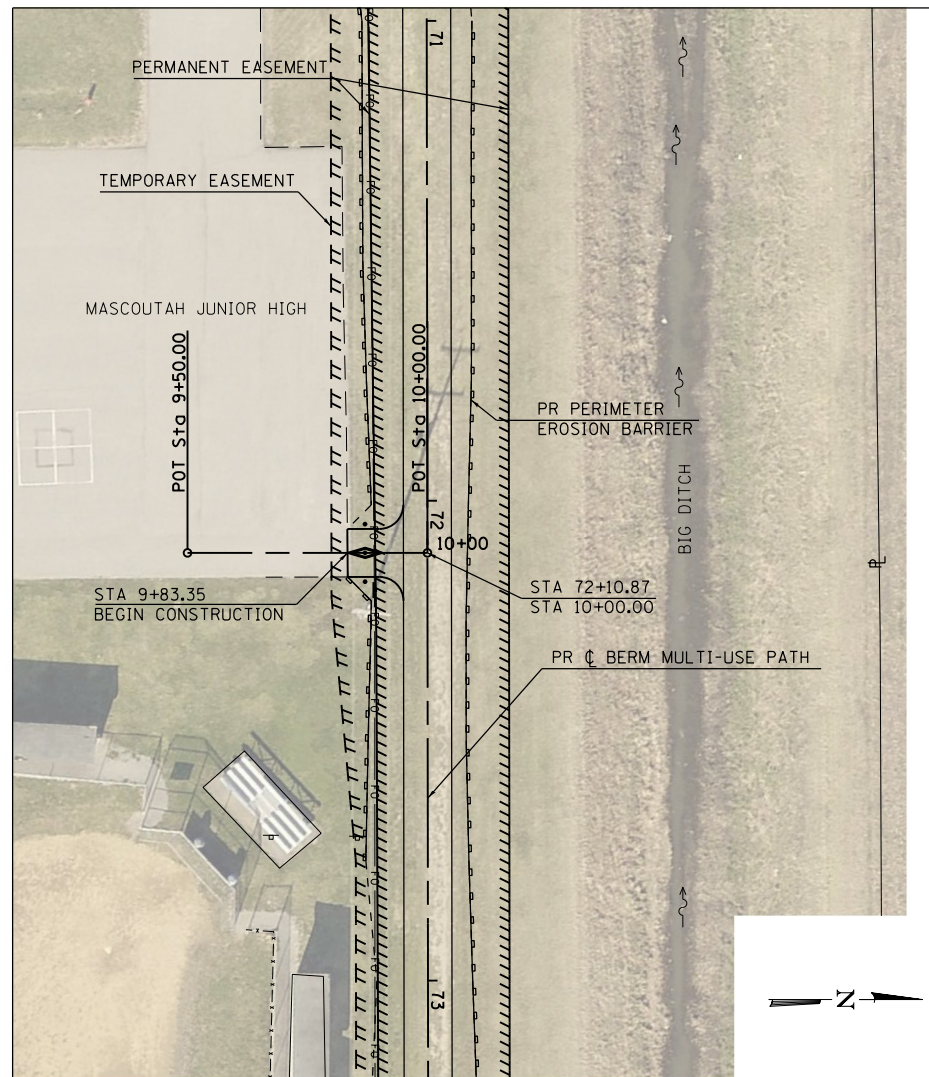 71
PERMANENT EASEMENT
TEMPORARY EASEMENT
MASCOUTAH JUNIOR HIGH
POT Sta 9+50.00
POT Sta 10+00.00
PR PERIMETER
EROSION BARRIER
BIG DITCH
72
10+00
STA 9+83.35
BEGIN CONSTRUCTION
STA 72+10.87
STA 10+00.00
PR ℄ BERM MULTI-USE PATH
73
N